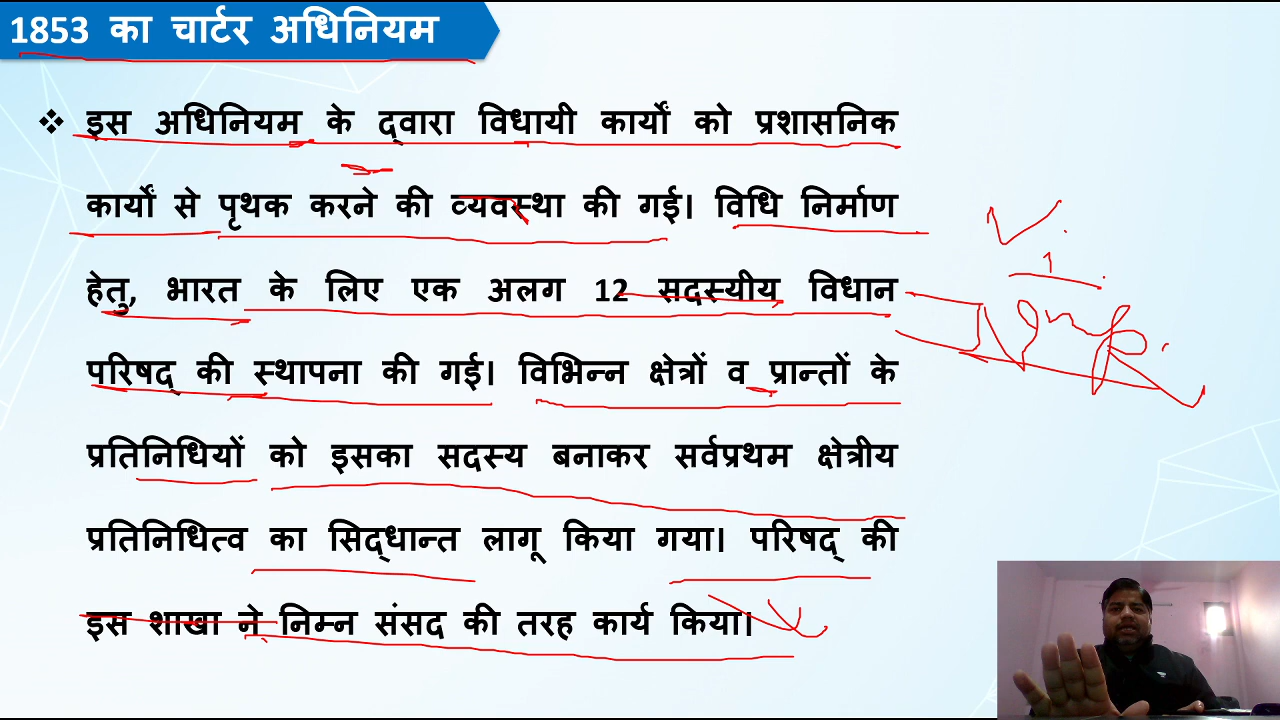 1853 का चार्टर अधिनियम
❖ इस अधिनियम के द्वारा विधायी कार्यों को प्रशासनिक
कार्यों से पृथक करने की व्यवस्था की गई। विधि निर्माण
हेतु, भारत के लिए एक अलग 12 सदस्यीय विधान
परिषद् की स्थापना की गई। विभिन्न क्षेत्रों व प्रान्तों के
प्रतिनिधियों को इसका सदस्य बनाकर सर्वप्रथम क्षेत्रीय
प्रतिनिधित्व का सिद्धान्त लागू किया गया। परिषद् की
इस शाखा ने निम्न संसद की तरह कार्य किया।